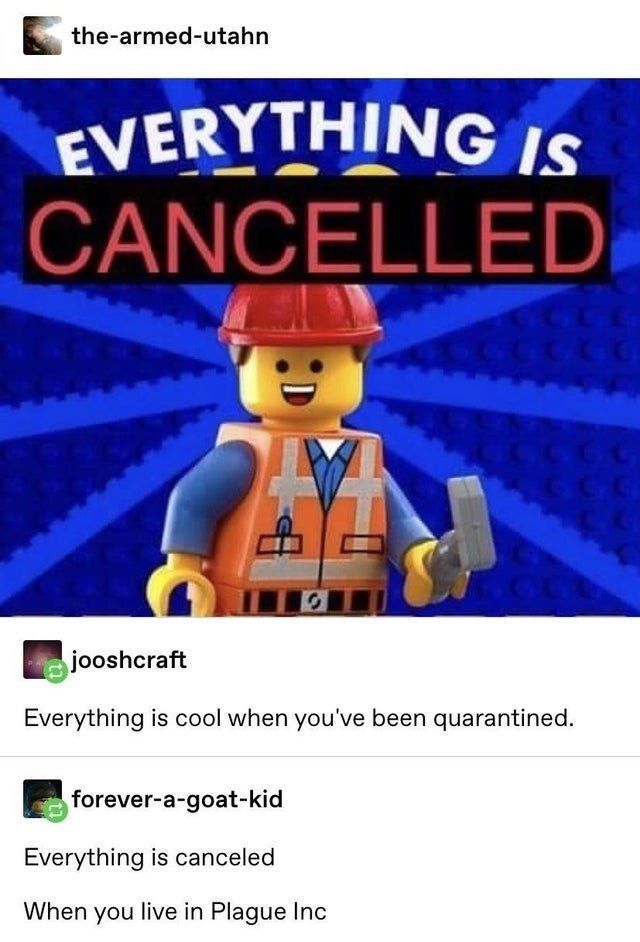 the-armed-utahn
EVERYTHING IS
CANCELLED
jooshcraft
Everything is cool when you've been quarantined.
forever-a-goat-kid
Everything is canceled
When you live in Plague Inc